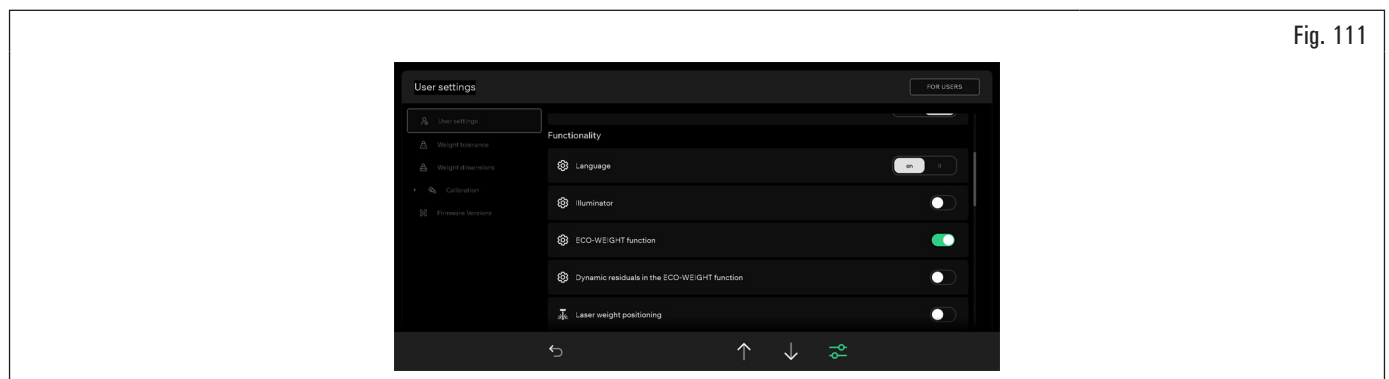 Fig. 111
User settings
FOR USERS
User settings
Weight tolerance
Weight dimensions
Calibration
Firmware Versions
Functionality
Language
en it
Illuminator
ECO-WEIGHT function
Dynamic residuals in the ECO-WEIGHT function
Laser weight positioning